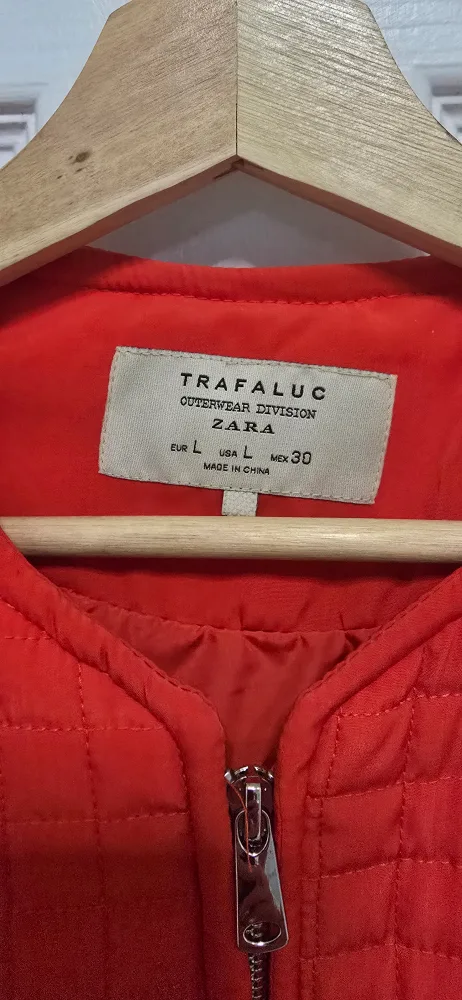 TRAFALUC
OUTERWEAR DIVISION
ZARA
EUR L USA L MEX 30
MADE IN CHINA